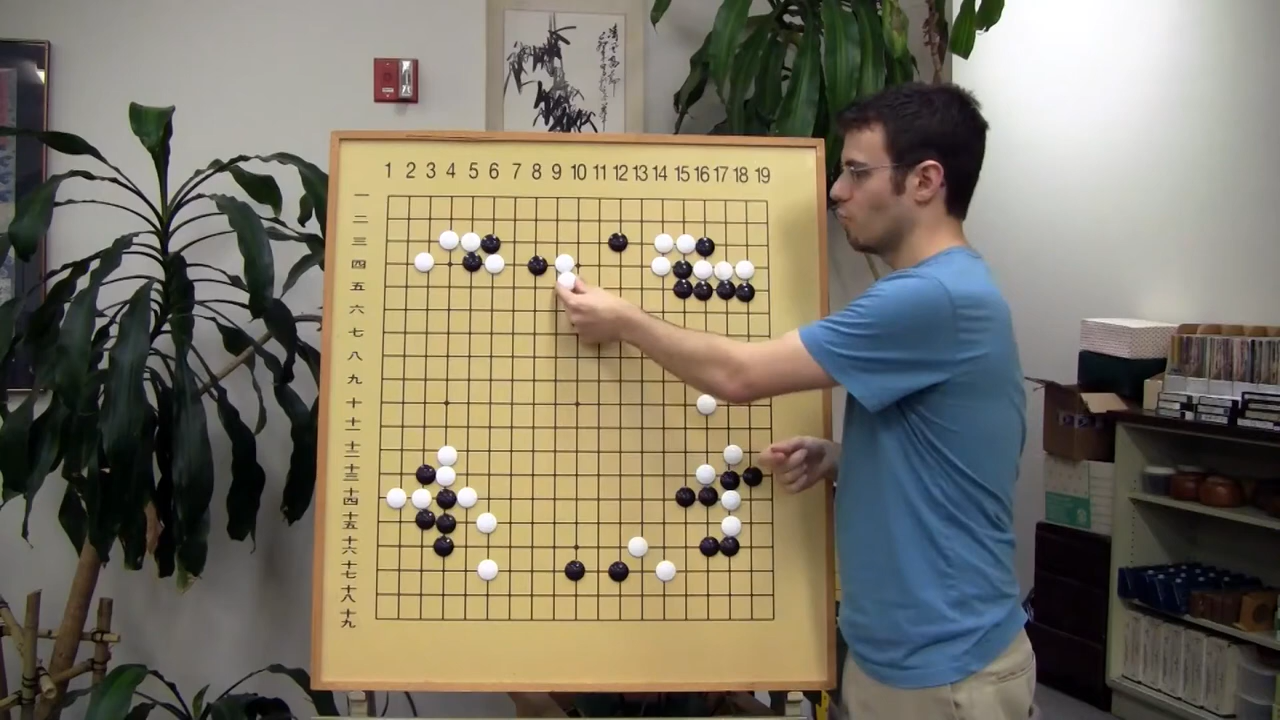 1 2 3 4 5 6 7 8 9 10 11 12 13 14 15 16 17 18 19
一
二
三
四
五
六
七
八
九
十
十一
十二
十三
十四
十五
十六
十七
十八
十九